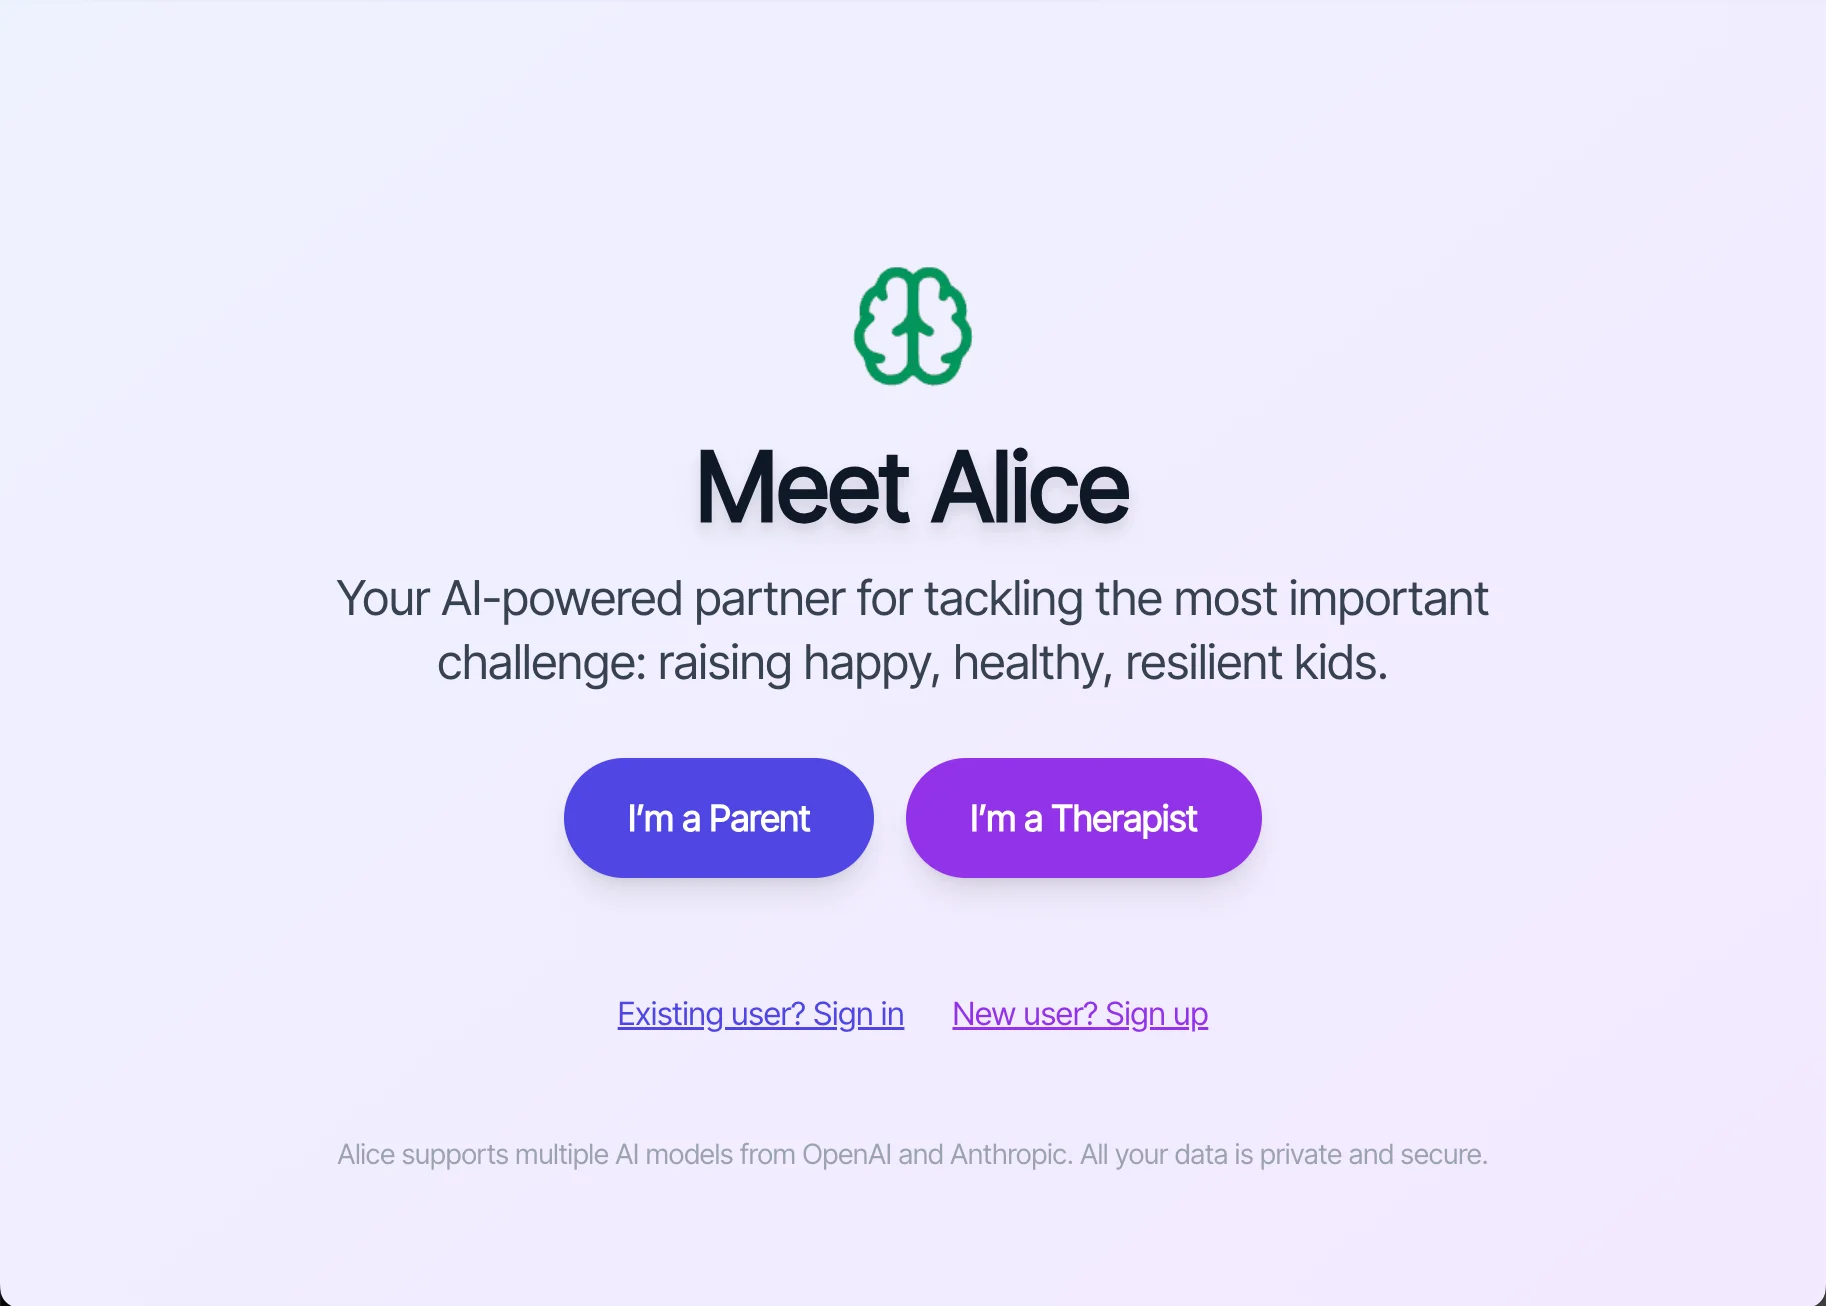 Meet Alice
Your AI-powered partner for tackling the most important
challenge: raising happy, healthy, resilient kids.
I’m a Parent
I’m a Therapist
Existing user? Sign in
New user? Sign up
Alice supports multiple AI models from OpenAI and Anthropic. All your data is private and secure.